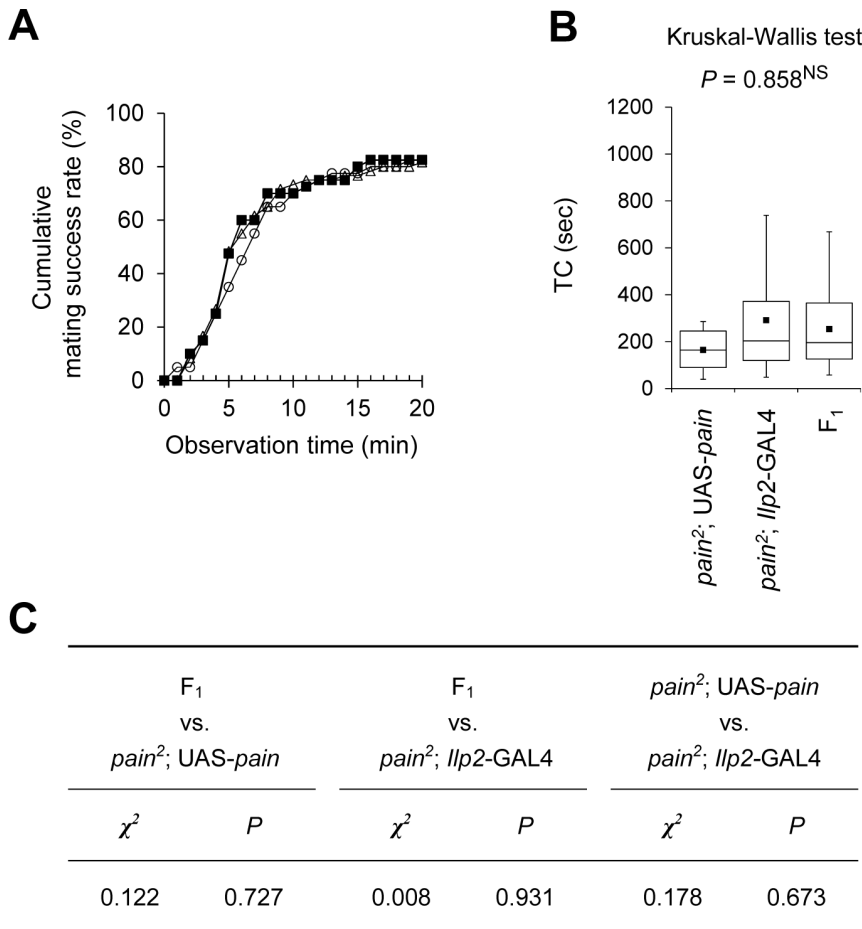 A
Cumulative
mating success rate (%)
100
80
60
40
20
0
0 5 10 15 20
Observation time (min)
B
Kruskal-Wallis test
P = 0.858NS
TC (sec)
1200
1000
800
600
400
200
0
pain2; UAS-pain
pain2; Ilp2-GAL4
F1
C
F1 F1 pain2; UAS-pain
vs. vs. vs.
pain2; UAS-pain pain2; Ilp2-GAL4 pain2; Ilp2-GAL4
χ2 P χ2 P χ2 P
0.122 0.727 0.008 0.931 0.178 0.673